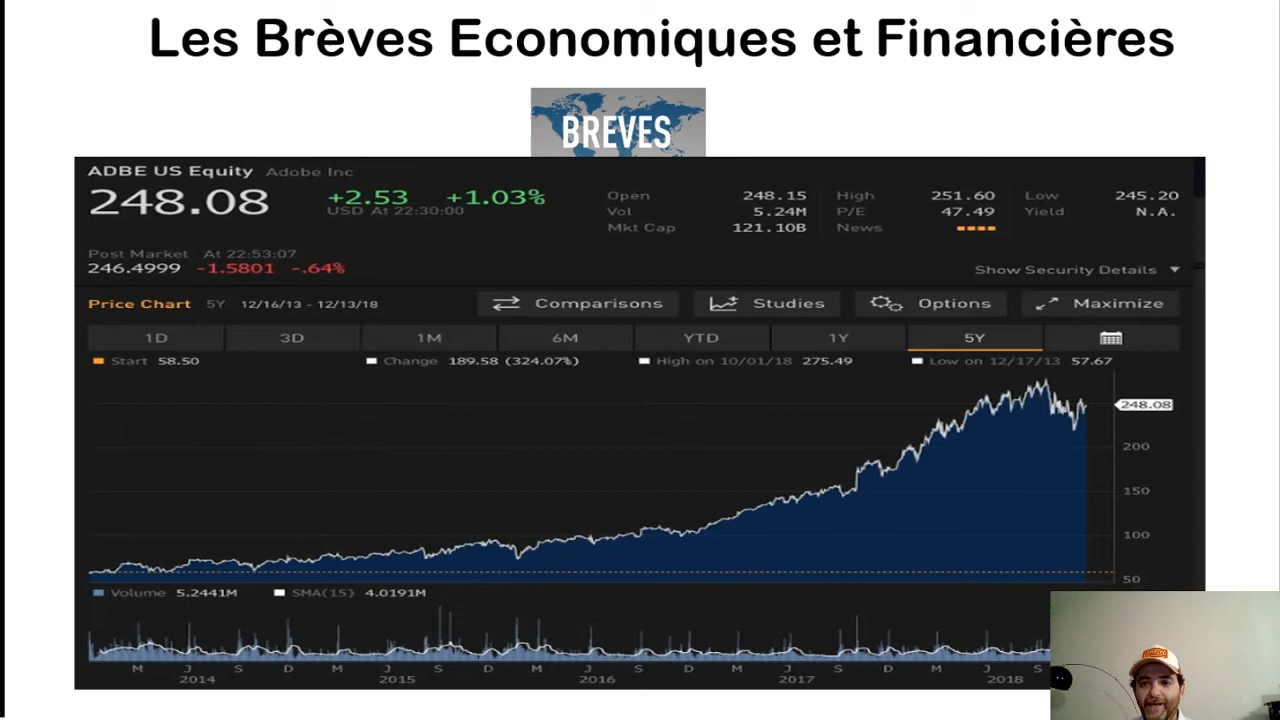 Les Brèves Economiques et Financières
BREVES
ADBE US Equity Adobe Inc
248.08 +2.53 +1.03%
USD At 22:30:00
Open 248.15 High 251.60 Low 245.20
Vol 5.24M P/E 47.49 Yield N.A.
Mkt Cap 121.10B News
Post Market At 22:53:07
246.4999 -1.5801 -.64%
Show Security Details
Price Chart 5Y 12/16/13 - 12/13/18 Comparisons Studies Options Maximize
1D 3D 1M 6M YTD 1Y 5Y
Start 58.50 Change 189.58 (324.07%) High on 10/01/18 275.49 Low on 12/17/13 57.67
248.08
200
150
100
50
Volume 5.2441M SMA(15) 4.0191M
M J S D M J S D M J S D M J S D M J S
2014 2015 2016 2017 2018